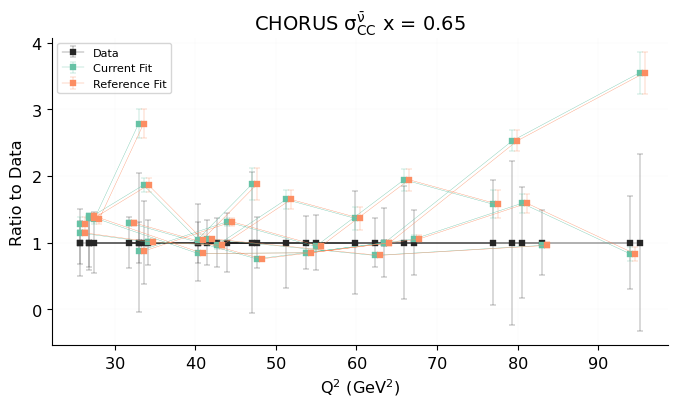 CHORUS σ^ν̄_CC x = 0.65
Data
Current Fit
Reference Fit
Ratio to Data
4
3
2
1
0
30 40 50 60 70 80 90
Q² (GeV²)